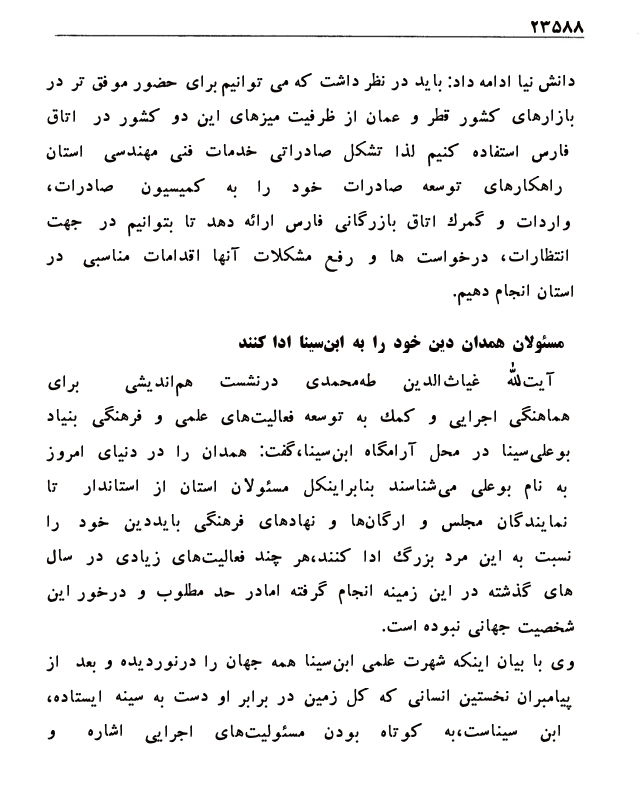 ۲۳۵۸۸
دانش نیا ادامه داد: باید در نظر داشت که می توانیم برای حضور موفق تر در
بازارهای کشور قطر و عمان از ظرفیت میزهای این دو کشور در اتاق
فارس استفاده کنیم لذا تشکل صادراتی خدمات فنی مهندسی استان
راهکارهای توسعه صادرات خود را به کمیسیون صادرات،
واردات و گمرك اتاق بازرگانی فارس ارائه دهد تا بتوانیم در جهت
انتظارات، درخواست ها و رفع مشکلات آنها اقدامات مناسبی در
استان انجام دهیم.
مسئولان همدان دین خود را به ابن‌سینا ادا کنند
آیت‌الله غیاث‌الدین طه‌محمدی درنشست هم‌اندیشی برای
هماهنگی اجرایی و کمك به توسعه فعالیت‌های علمی و فرهنگی بنیاد
بوعلی‌سینا در محل آرامگاه ابن‌سینا،گفت: همدان را در دنیای امروز
به نام بوعلی می‌شناسند بنابراینکل مسئولان استان از استاندار تا
نمایندگان مجلس و ارگان‌ها و نهادهای فرهنگی بایددین خود را
نسبت به این مرد بزرگ ادا کنند،هر چند فعالیت‌های زیادی در سال
های گذشته در این زمینه انجام گرفته امادر حد مطلوب و درخور این
شخصیت جهانی نبوده است.
وی با بیان اینکه شهرت علمی ابن‌سینا همه جهان را درنوردیده و بعد از
پیامبران نخستین انسانی که کل زمین در برابر او دست به سینه ایستاده،
ابن سیناست،به کوتاه بودن مسئولیت‌های اجرایی اشاره و